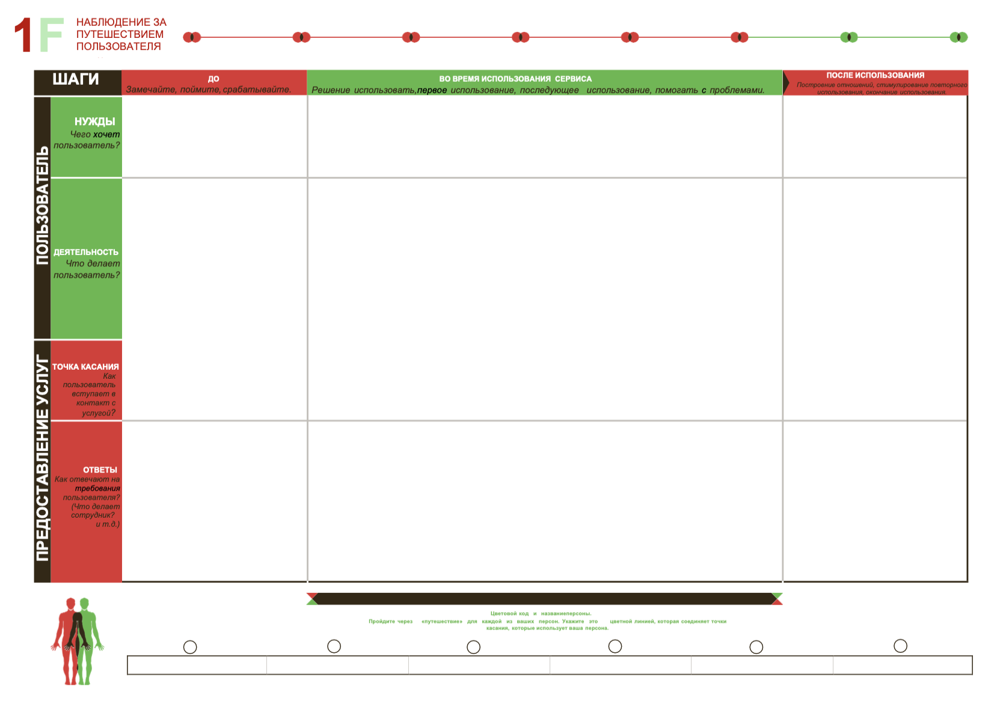 1F
НАБЛЮДЕНИЕ ЗА
ПУТЕШЕСТВИЕМ
ПОЛЬЗОВАТЕЛЯ
ШАГИ
ДО
Замечайте, поймите, срабатывайте.
ВО ВРЕМЯ ИСПОЛЬЗОВАНИЯ СЕРВИСА
Решение использовать,первое использование, последующее использование, помогать с проблемами.
ПОСЛЕ ИСПОЛЬЗОВАНИЯ
Построение отношений, стимулирование повторного
использования, окончание использования.
ПОЛЬЗОВАТЕЛЬ
НУЖДЫ
Чего хочет
пользователь?
ДЕЯТЕЛЬНОСТЬ
Что делает
пользователь?
ПРЕДОСТАВЛЕНИЕ УСЛУГ
ТОЧКА КАСАНИЯ
Как
пользователь
вступает в
контакт с
услугой?
ОТВЕТЫ
Как отвечают на
требования
пользователя?
(Что делает
сотрудник?
и т.д.)
Цветовой код и названиеперсоны.
Пройдите через «путешествие» для каждой из ваших персон. Укажите это цветной линией, которая соединяет точки
касания, которые использует ваша персона.